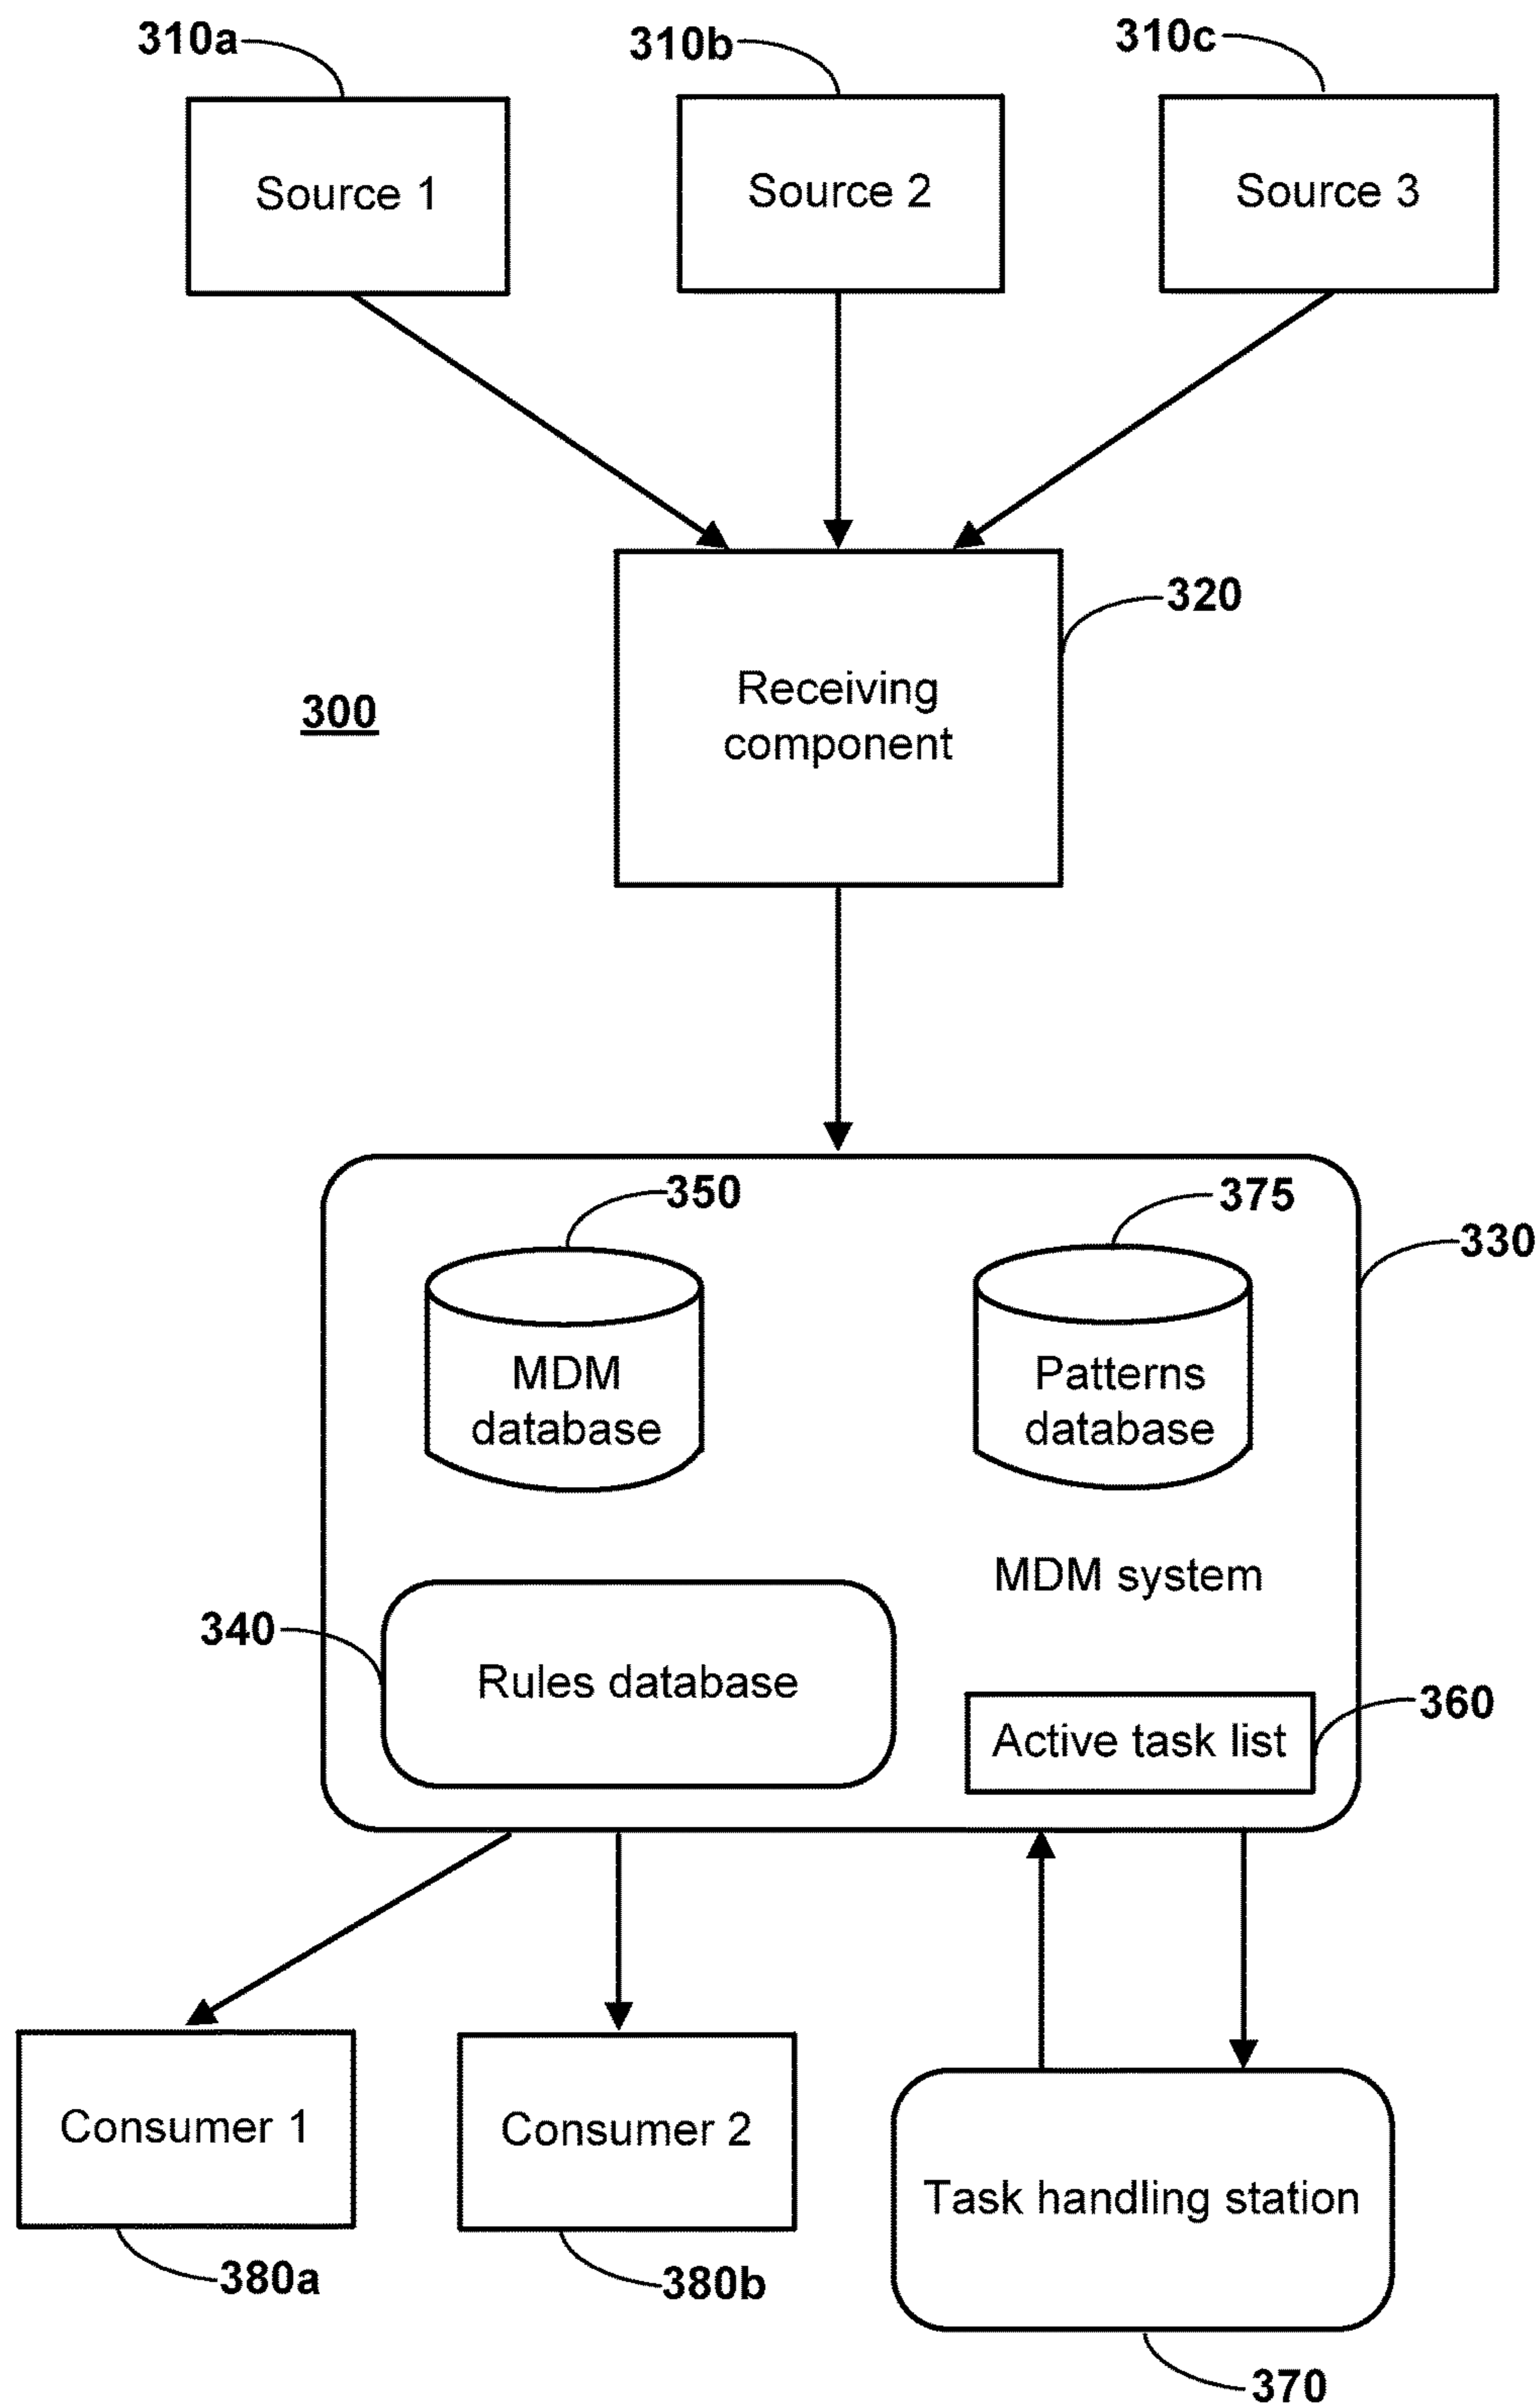 310a
310b
310c
Source 1
Source 2
Source 3
320
Receiving
component
300
350
375
330
MDM
database
Patterns
database
MDM system
340
Rules database
360
Active task list
Consumer 1
Consumer 2
Task handling station
380a
380b
370